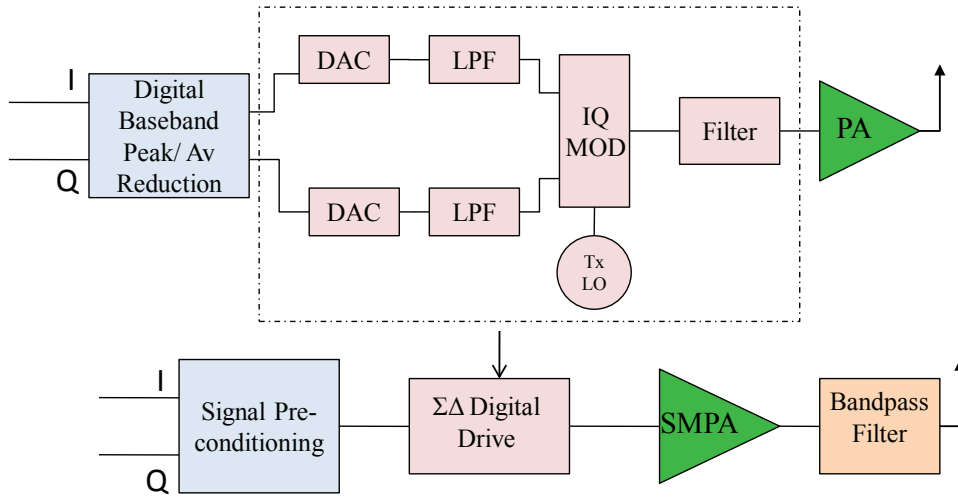 I
Q
Digital
Baseband
Peak/ Av
Reduction
DAC
LPF
DAC
LPF
IQ
MOD
Tx
LO
Filter
PA
I
Q
Signal Pre-
conditioning
ΣΔ Digital
Drive
SMPA
Bandpass
Filter